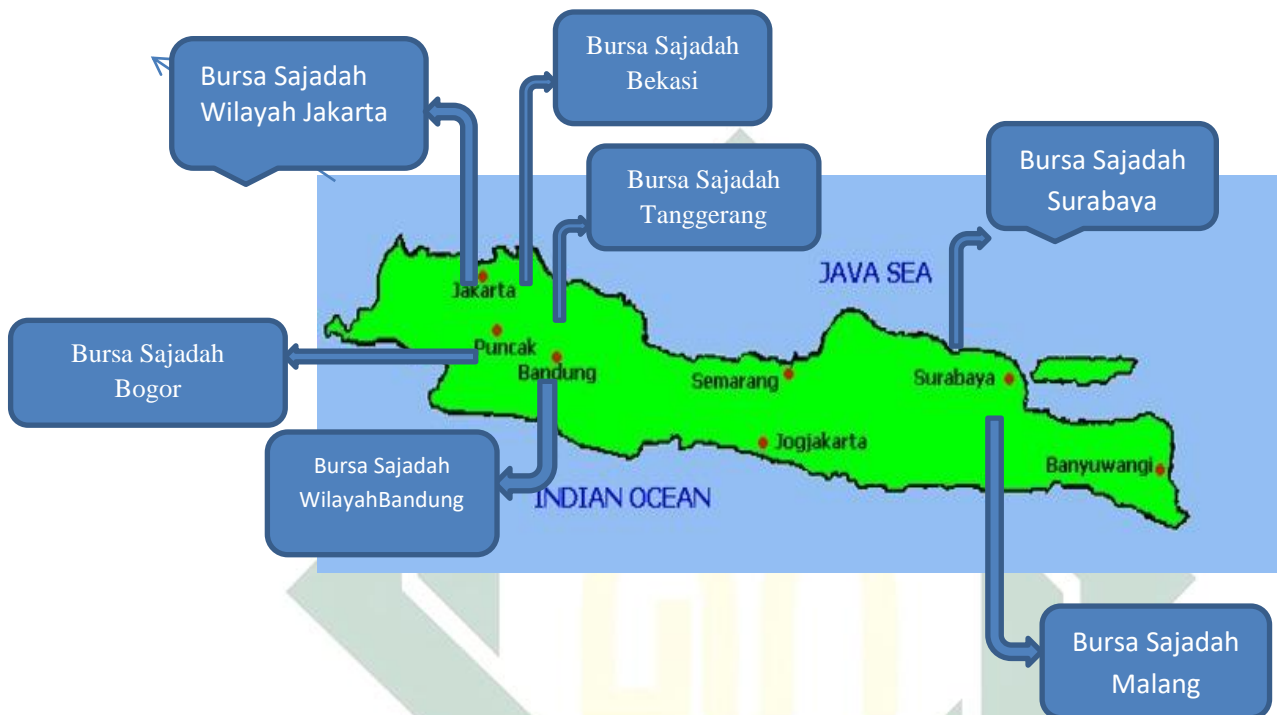 Bursa Sajadah
Wilayah Jakarta
Bursa Sajadah
Bekasi
Bursa Sajadah
Tanggerang
Bursa Sajadah
Surabaya
JAVA SEA
Jakarta
Puncak
Bandung
Semarang
Surabaya
Jogjakarta
Banyuwangi
INDIAN OCEAN
Bursa Sajadah
Bogor
Bursa Sajadah
WilayahBandung
Bursa Sajadah
Malang